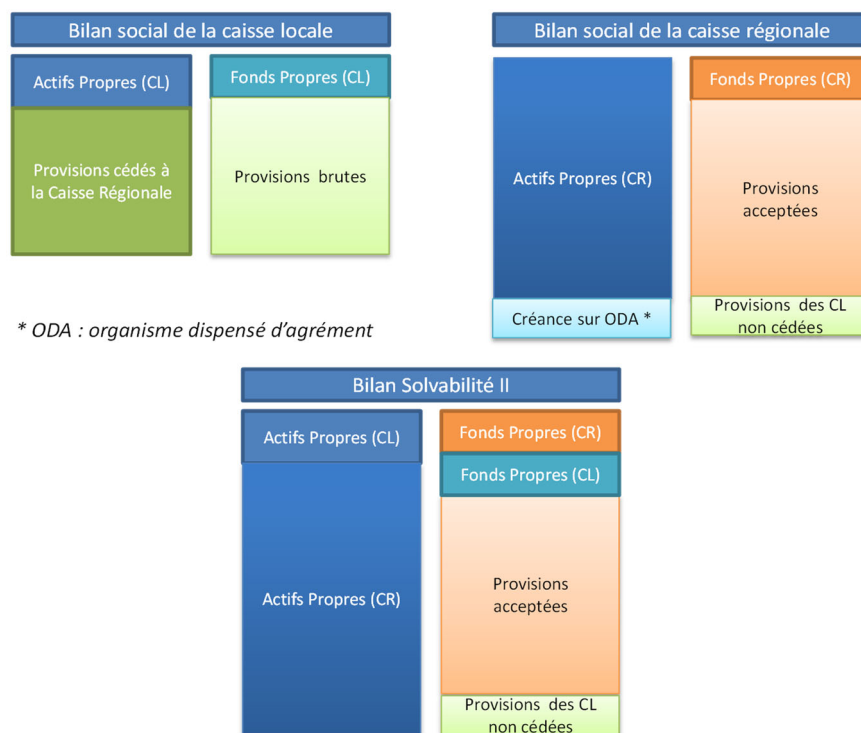 Bilan social de la caisse locale
Actifs Propres (CL)
Fonds Propres (CL)
Provisions cédés à
la Caisse Régionale
Provisions brutes
Bilan social de la caisse régionale
Actifs Propres (CR)
Fonds Propres (CR)
Provisions
acceptées
Créance sur ODA *
Provisions des CL
non cédées
* ODA : organisme dispensé d'agrément
Bilan Solvabilité II
Actifs Propres (CL)
Fonds Propres (CR)
Fonds Propres (CL)
Actifs Propres (CR)
Provisions
acceptées
Provisions des CL
non cédées